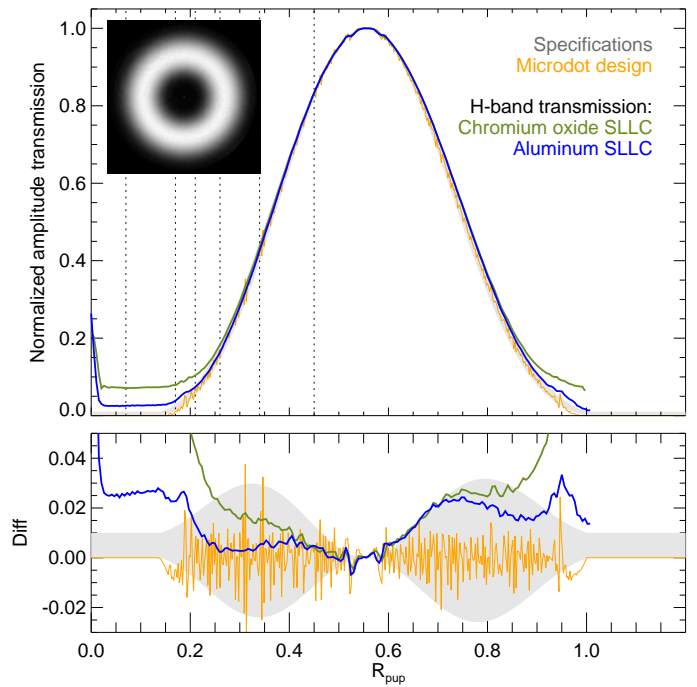 Normalized amplitude transmission
1.0
0.8
0.6
0.4
0.2
0.0
Specifications
Microdot design
H-band transmission:
Chromium oxide SLLC
Aluminum SLLC
Diff
0.04
0.02
0.00
-0.02
0.0
0.2
0.4
0.6
0.8
1.0
R_pup